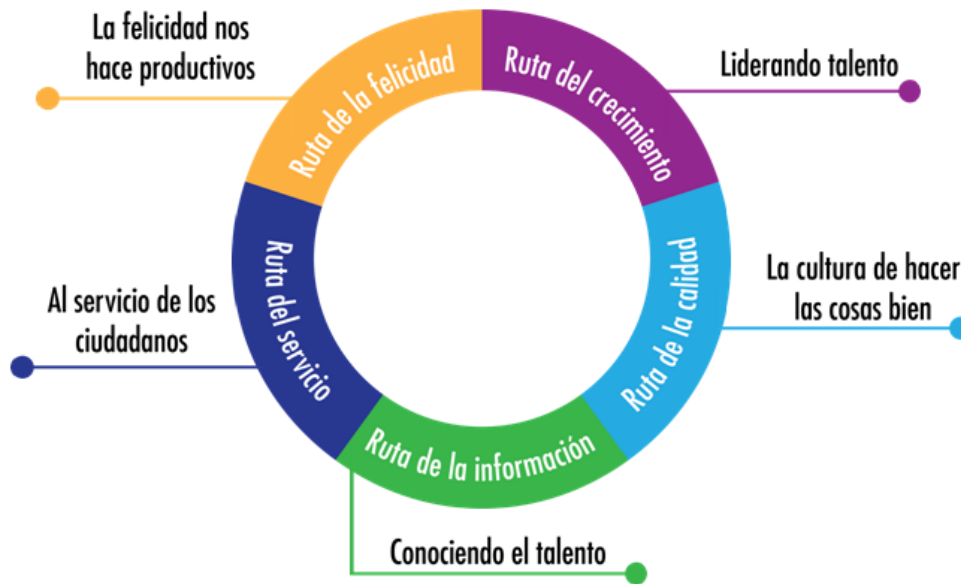 La felicidad nos
hace productivos
Ruta de la felicidad
Ruta del crecimiento
Liderando talento
Al servicio de los
ciudadanos
Ruta del servicio
Ruta de la calidad
La cultura de hacer
las cosas bien
Ruta de la información
Conociendo el talento